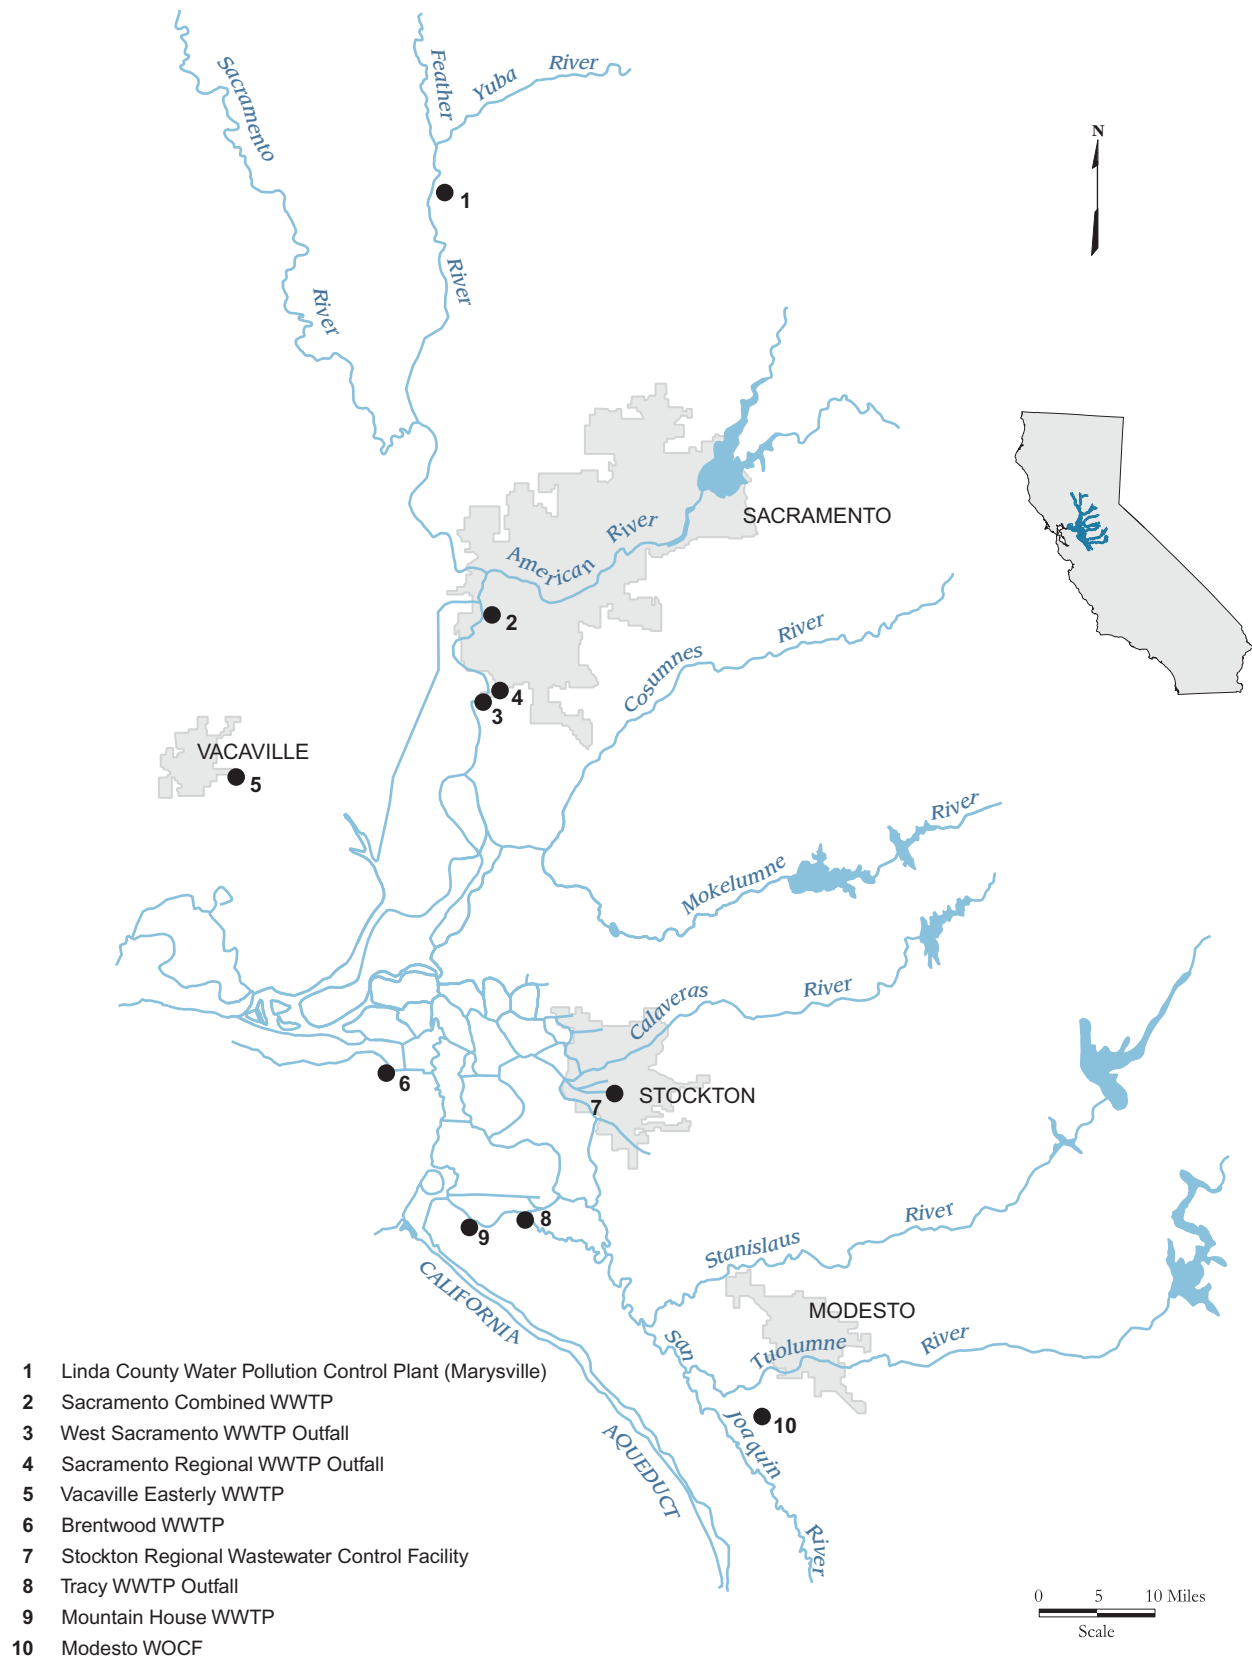 Sacramento
River
Feather
River
Yuba
River
1
N
SACRAMENTO
American
River
2
Cosumnes
River
4
3
VACAVILLE
5
Mokelumne
River
Calaveras
River
6
7
STOCKTON
8
9
Stanislaus
River
CALIFORNIA
AQUEDUCT
MODESTO
Tuolumne
River
San
Joaquin
River
10
1 Linda County Water Pollution Control Plant (Marysville)
2 Sacramento Combined WWTP
3 West Sacramento WWTP Outfall
4 Sacramento Regional WWTP Outfall
5 Vacaville Easterly WWTP
6 Brentwood WWTP
7 Stockton Regional Wastewater Control Facility
8 Tracy WWTP Outfall
9 Mountain House WWTP
10 Modesto WOCF
0 5 10 Miles
Scale